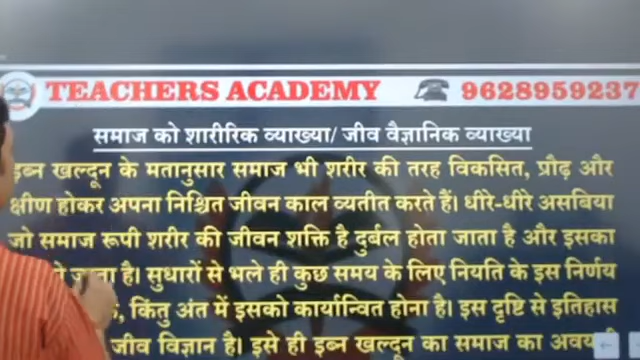 TEACHERS ACADEMY 9628959237
समाज को शारीरिक व्याख्या/ जीव वैज्ञानिक व्याख्या
इब्न खल्दून के मतानुसार समाज भी शरीर की तरह विकसित, प्रौढ़ और
क्षीण होकर अपना निश्चित जीवन काल व्यतीत करते हैं। धीरे-धीरे असबिया
जो समाज रूपी शरीर की जीवन शक्ति है दुर्बल होता जाता है और इसका
जाता है। सुधारों से भले ही कुछ समय के लिए नियति के इस निर्णय
किंतु अंत में इसको कार्यान्वित होना है। इस दृष्टि से इतिहास
जीव विज्ञान है। इसे ही इब्न खल्दून का समाज का